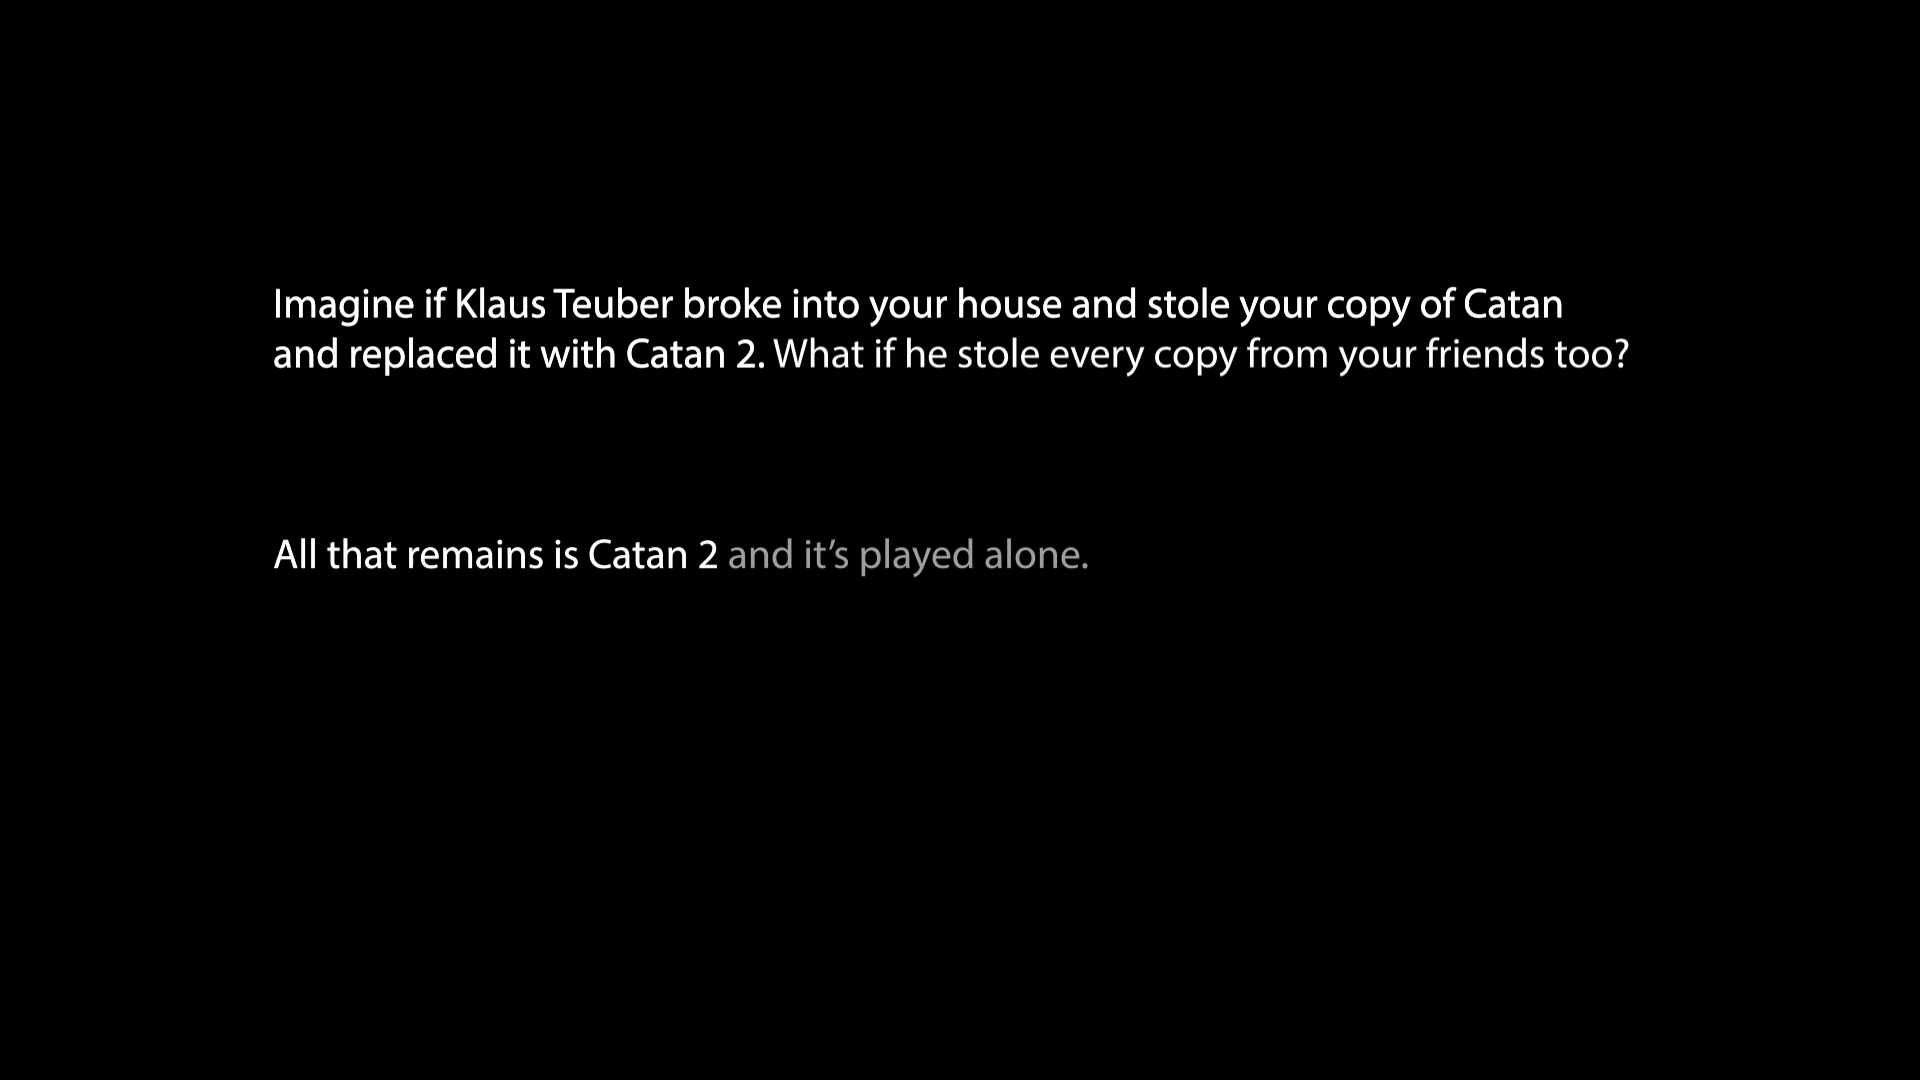 Imagine if Klaus Teuber broke into your house and stole your copy of Catan
and replaced it with Catan 2. What if he stole every copy from your friends too?
All that remains is Catan 2 and it’s played alone.